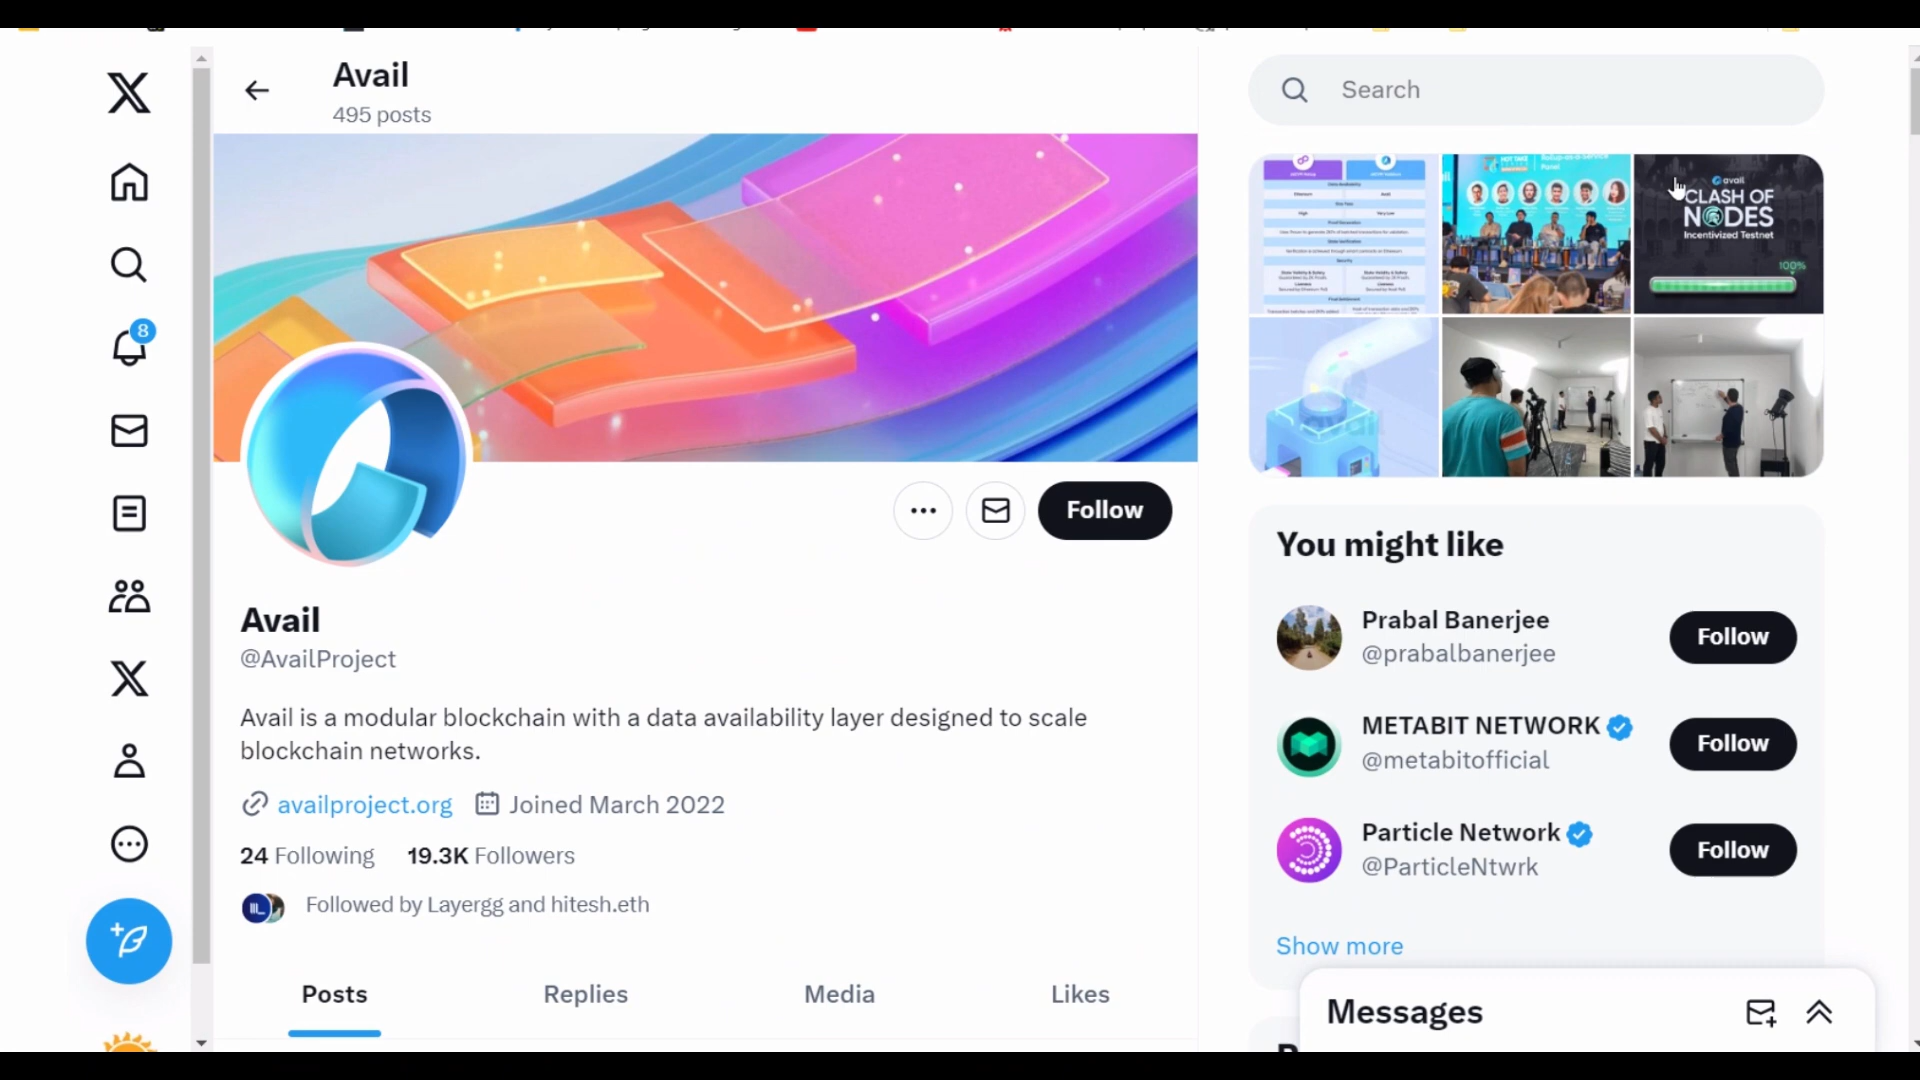 Avail
495 posts
Search
avail
CLASH OF
NODES
Incentivized Testnet
100%
8
Follow
Avail
@AvailProject
Avail is a modular blockchain with a data availability layer designed to scale
blockchain networks.
availproject.org Joined March 2022
24 Following 19.3K Followers
Followed by Layergg and hitesh.eth
Posts Replies Media Likes
You might like
Prabal Banerjee
@prabalbanerjee
Follow
METABIT NETWORK
@metabitofficial
Follow
Particle Network
@ParticleNtwrk
Follow
Show more
Messages